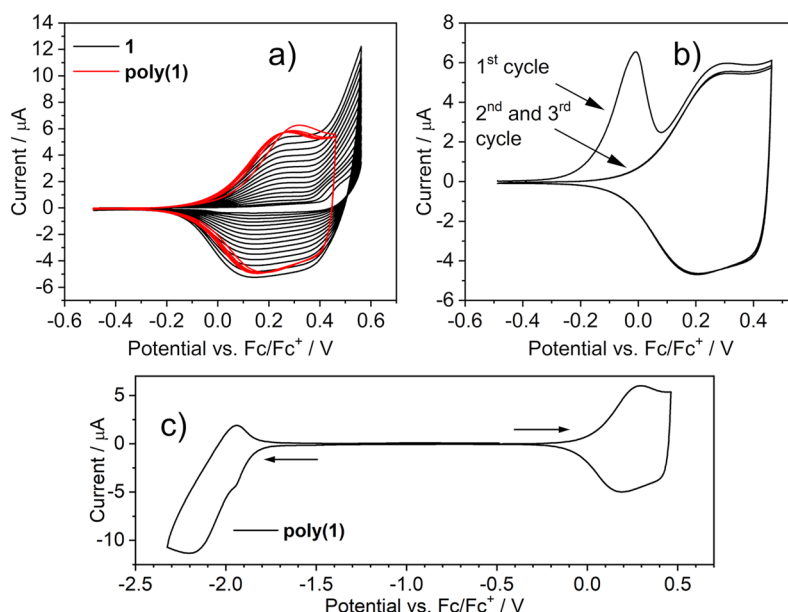 14
12
10
8
6
4
2
0
-2
-4
-6
Current / μA
1
poly(1)
a)
-0.6 -0.4 -0.2 0.0 0.2 0.4 0.6
Potential vs. Fc/Fc+ / V
8
6
4
2
0
-2
-4
-6
Current / μA
b)
1st cycle
2nd and 3rd
cycle
-0.6 -0.4 -0.2 0.0 0.2 0.4
Potential vs. Fc/Fc+ / V
5
0
-5
-10
Current / μA
c)
poly(1)
-2.5 -2.0 -1.5 -1.0 -0.5 0.0 0.5
Potential vs. Fc/Fc+ / V